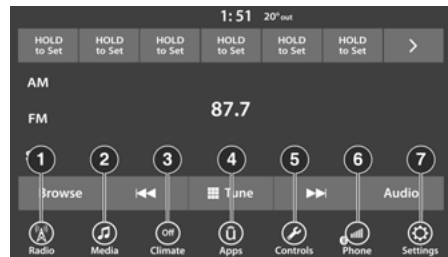 1:51 20° out
HOLD to Set HOLD to Set HOLD to Set HOLD to Set HOLD to Set HOLD to Set >
AM
FM
87.7
1 2 3 4 5 6 7
Browse Tune Audio
Off
Radio Media Climate Apps Controls Phone Settings